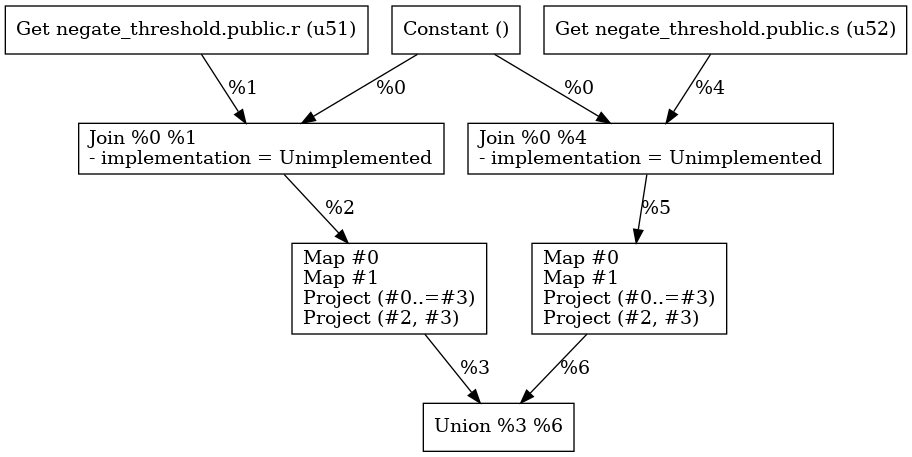 Get negate_threshold.public.r (u51)
Constant ()
Get negate_threshold.public.s (u52)
%1
%0
%0
%4
Join %0 %1
- implementation = Unimplemented
Join %0 %4
- implementation = Unimplemented
%2
%5
Map #0
Map #1
Project (#0..=#3)
Project (#2, #3)
Map #0
Map #1
Project (#0..=#3)
Project (#2, #3)
%3
%6
Union %3 %6